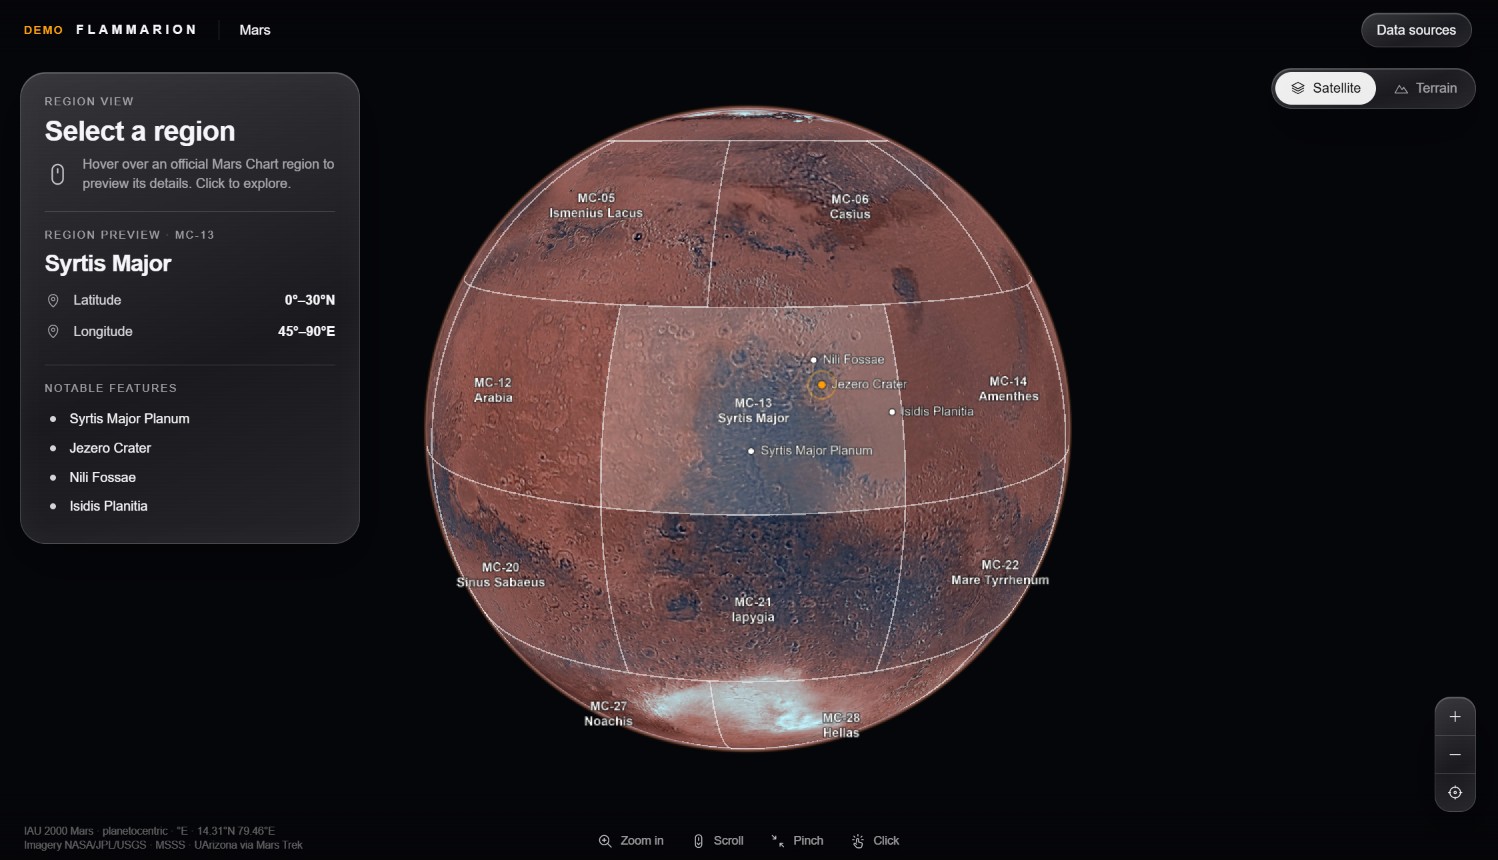 DEMO FLAMMARION Mars
Data sources
Satellite Terrain
REGION VIEW
Select a region
Hover over an official Mars Chart region to
preview its details. Click to explore.
REGION PREVIEW · MC-13
Syrtis Major
Latitude 0°–30°N
Longitude 45°–90°E
NOTABLE FEATURES
Syrtis Major Planum
Jezero Crater
Nili Fossae
Isidis Planitia
MC-05
Ismenius Lacus
MC-06
Casius
Nili Fossae
Jezero Crater
MC-12
Arabia
MC-13
Syrtis Major
MC-14
Amenthes
Isidis Planitia
Syrtis Major Planum
MC-20
Sinus Sabaeus
MC-21
Iapygia
MC-22
Mare Tyrrhenum
MC-27
Noachis
MC-28
Hellas
IAU 2000 Mars · planetocentric · °E · 14.31°N 79.46°E
Imagery NASA/JPL/USGS · MSSS · UArizona via Mars Trek
Zoom in Scroll Pinch Click